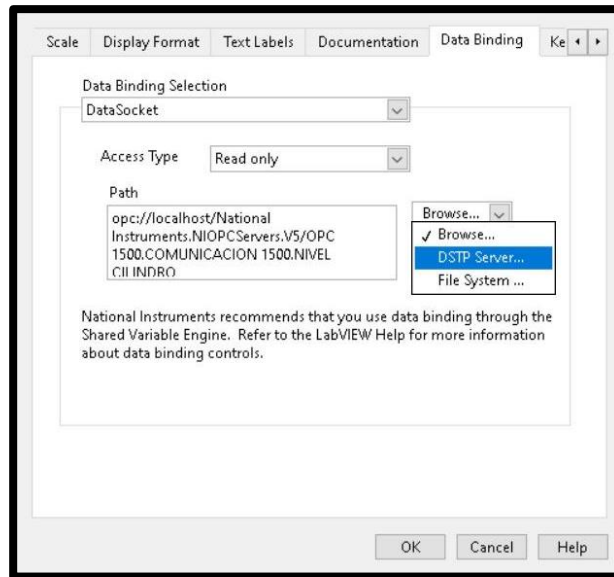 Scale Display Format Text Labels Documentation Data Binding Ke
Data Binding Selection
DataSocket
Access Type Read only
Path
opc://localhost/National
Instruments.NIOPCServers.V5/OPC
1500.COMUNICACION 1500.NIVEL
CILINDRO
Browse...
✓ Browse...
DSTP Server...
File System ...
National Instruments recommends that you use data binding through the
Shared Variable Engine. Refer to the LabVIEW Help for more information
about data binding controls.
OK Cancel Help